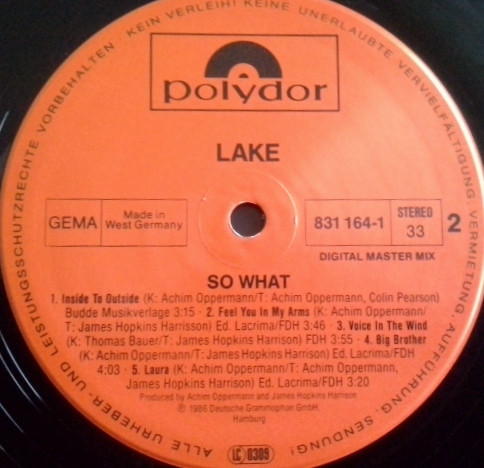 ALLE URHEBER- UND LEISTUNGSSCHUTZRECHTE VORBEHALTEN KEIN VERLEIH! KEINE UNERLAUBTE VERVIELFÄLTIGUNG, VERMIETUNG, AUFFÜHRUNG, SENDUNG!
polydor
LAKE
GEMA
Made in
West Germany
831 164-1
STEREO
33
2
DIGITAL MASTER MIX
SO WHAT
1. Inside To Outside (K: Achim Oppermann/T: Achim Oppermann, Colin Pearson)
Budde Musikverlage 3:15 · 2. Feel You In My Arms (K: Achim Oppermann/
T: James Hopkins Harrisson) Ed. Lacrima/FDH 3:46 · 3. Voice In The Wind
(K: Thomas Bauer/T: James Hopkins Harrison) FDH 3:55 · 4. Big Brother
(K: Achim Oppermann/T: James Hopkins Harrison) Ed. Lacrima/FDH
4:03 · 5. Laura (K: Achim Oppermann/T: Achim Oppermann,
James Hopkins Harrison) Ed. Lacrima/FDH 3:20
Produced by Achim Oppermann and James Hopkins Harrison
℗ 1986 Deutsche Grammophon GmbH,
Hamburg
LC 0309